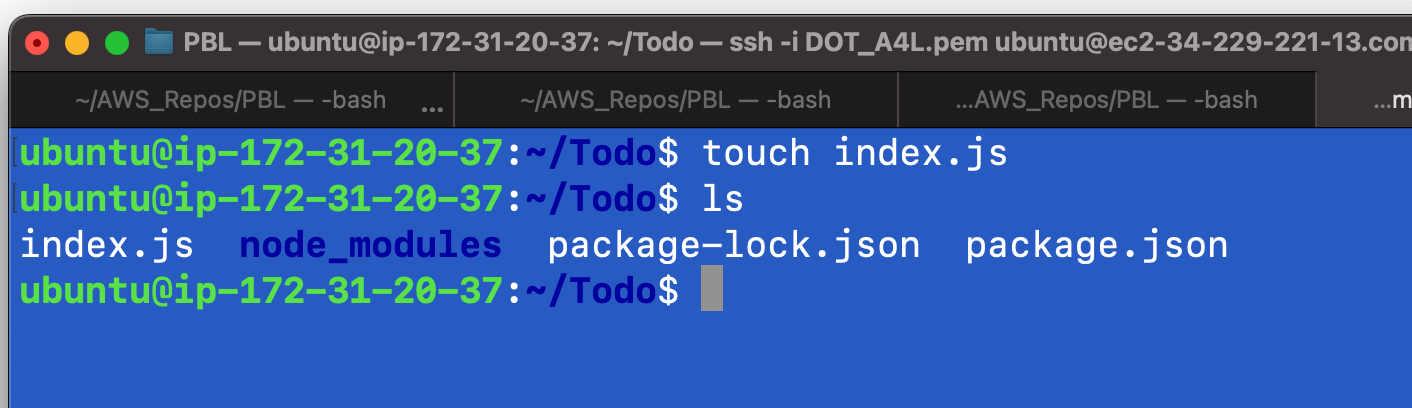 PBL — ubuntu@ip-172-31-20-37: ~/Todo — ssh -i DOT_A4L.pem ubuntu@ec2-34-229-221-13.com
~/AWS_Repos/PBL — -bash ... ~/AWS_Repos/PBL — -bash ...AWS_Repos/PBL — -bash ...m
ubuntu@ip-172-31-20-37:~/Todo$ touch index.js
ubuntu@ip-172-31-20-37:~/Todo$ ls
index.js node_modules package-lock.json package.json
ubuntu@ip-172-31-20-37:~/Todo$